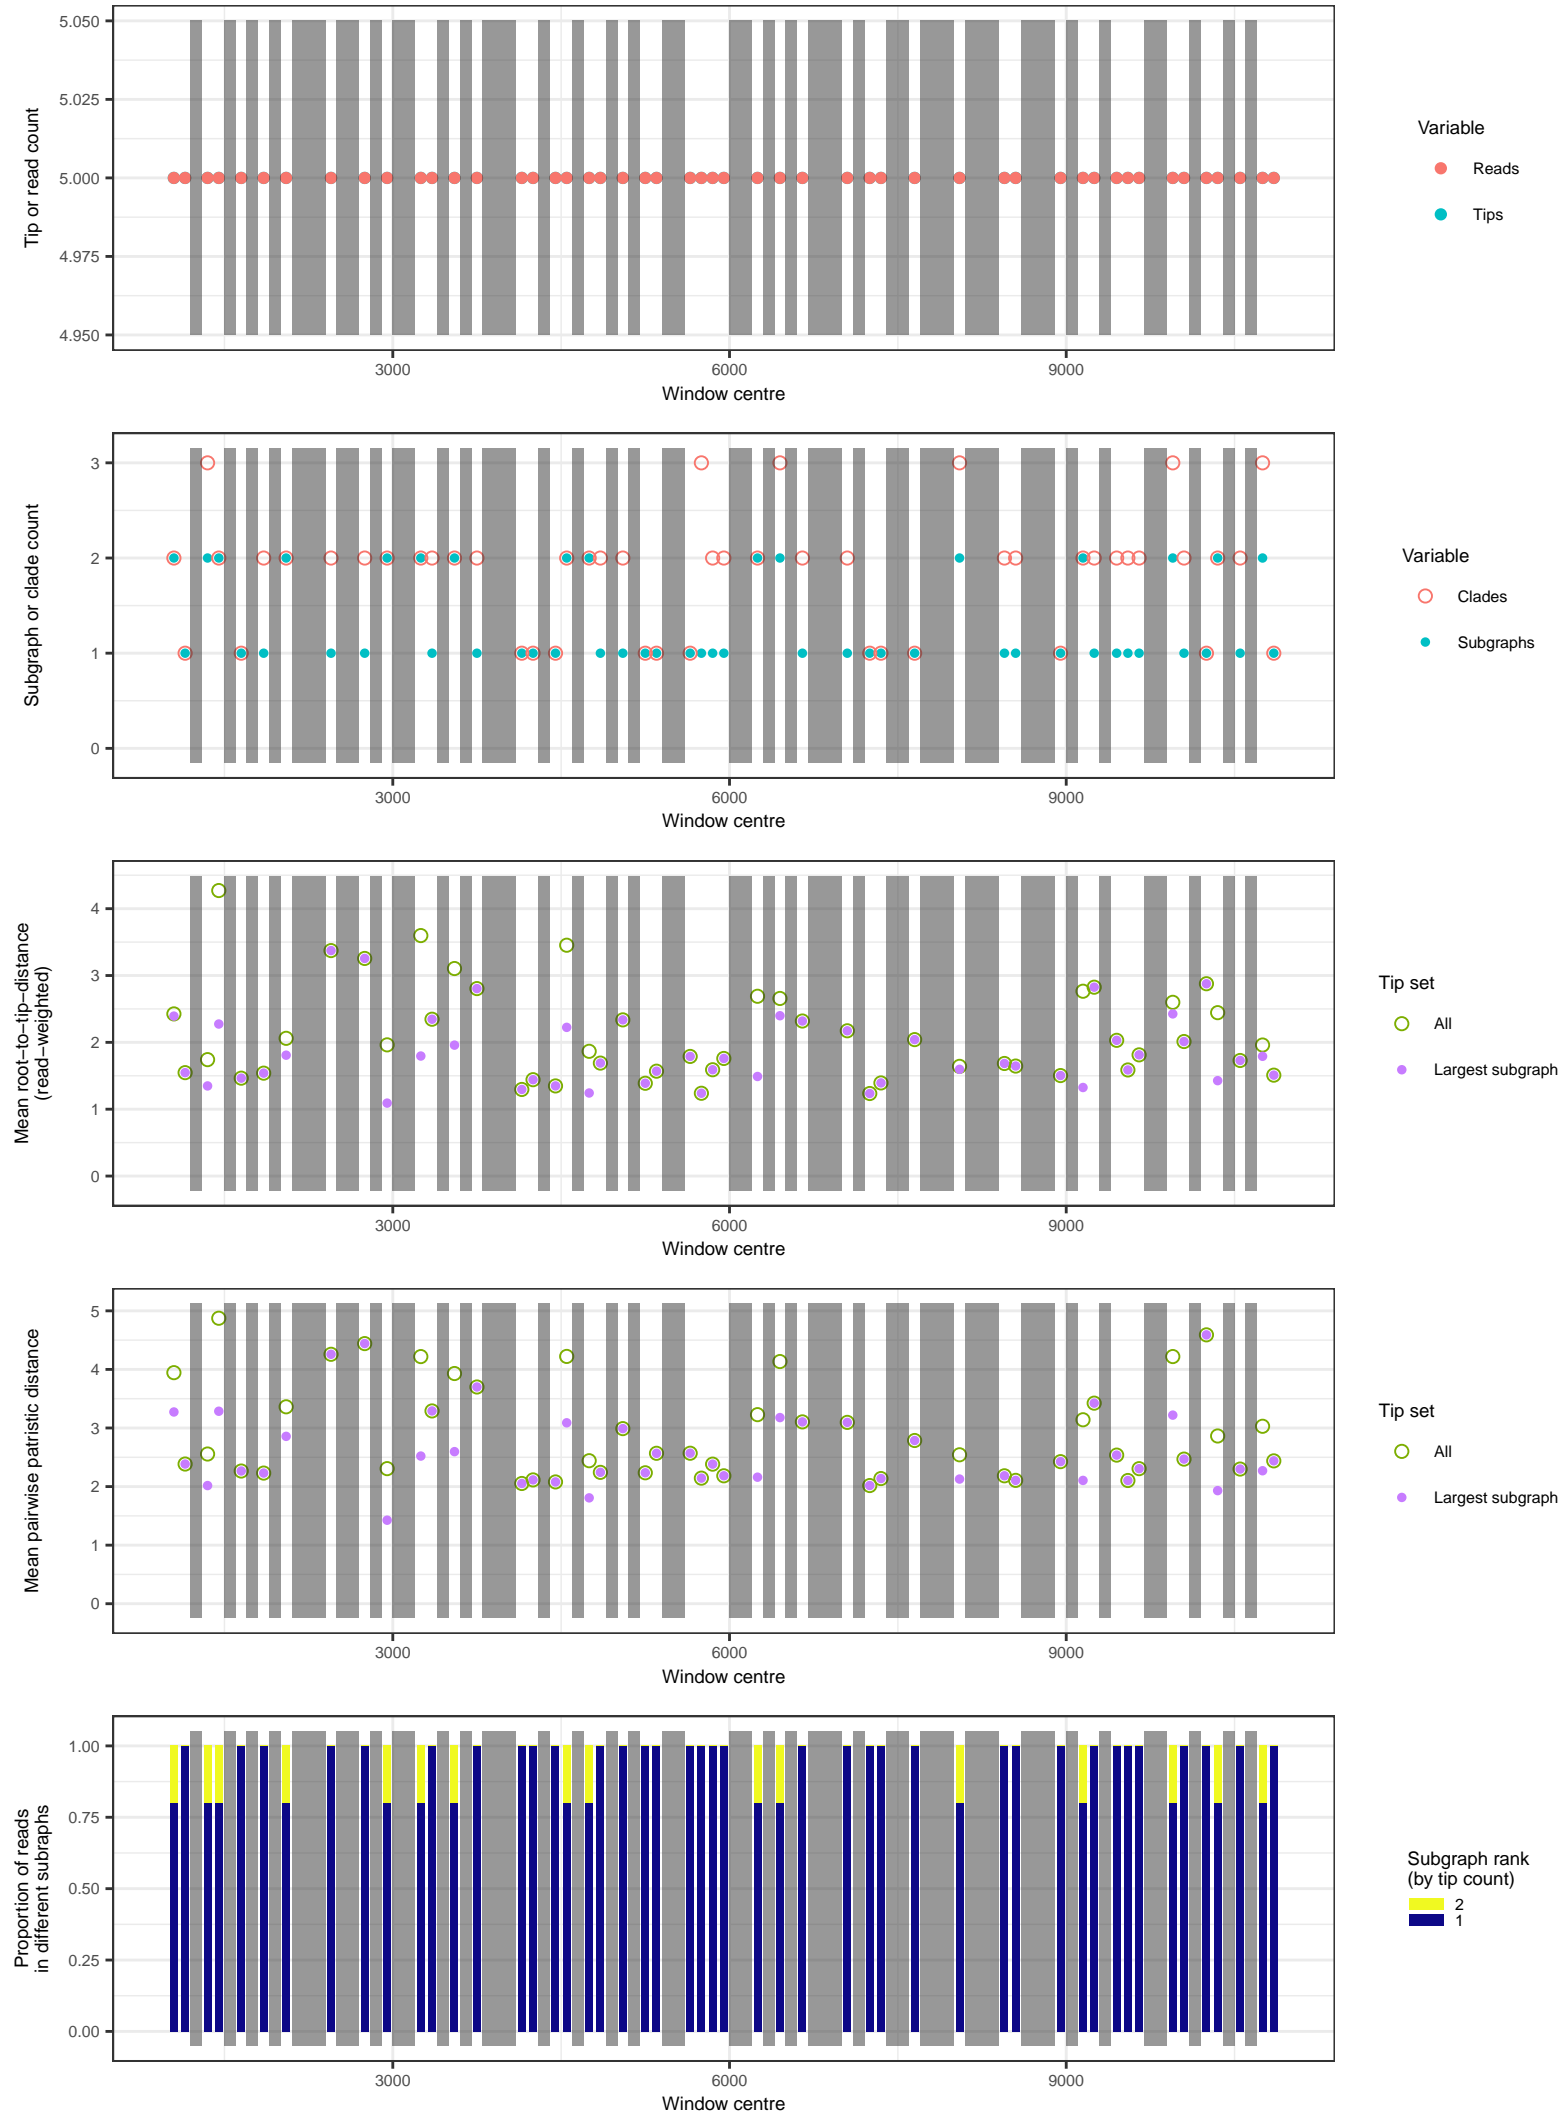 5.050
5.025
5.000
4.975
4.950
Tip or read count
3000
6000
9000
Window centre
Variable
Reads
Tips
3
2
1
0
Subgraph or clade count
3000
6000
9000
Window centre
Variable
Clades
Subgraphs
4
3
2
1
0
Mean root−to−tip−distance
(read−weighted)
3000
6000
9000
Window centre
Tip set
All
Largest subgraph
5
4
3
2
1
0
Mean pairwise patristic distance
3000
6000
9000
Window centre
Tip set
All
Largest subgraph
1.00
0.75
0.50
0.25
0.00
Proportion of reads
in different subraphs
3000
6000
9000
Window centre
Subgraph rank
(by tip count)
2
1